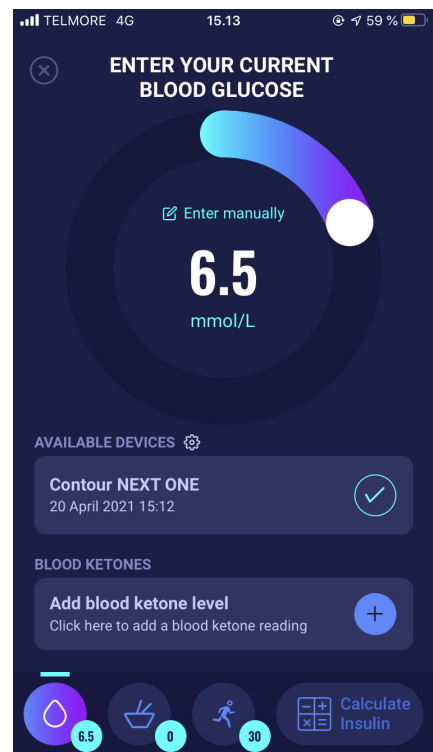 TELMORE 4G 15.13 59 %
ENTER YOUR CURRENT
BLOOD GLUCOSE
Enter manually
6.5
mmol/L
AVAILABLE DEVICES
Contour NEXT ONE
20 April 2021 15:12
BLOOD KETONES
Add blood ketone level
Click here to add a blood ketone reading
6.5 0 30
Calculate
Insulin